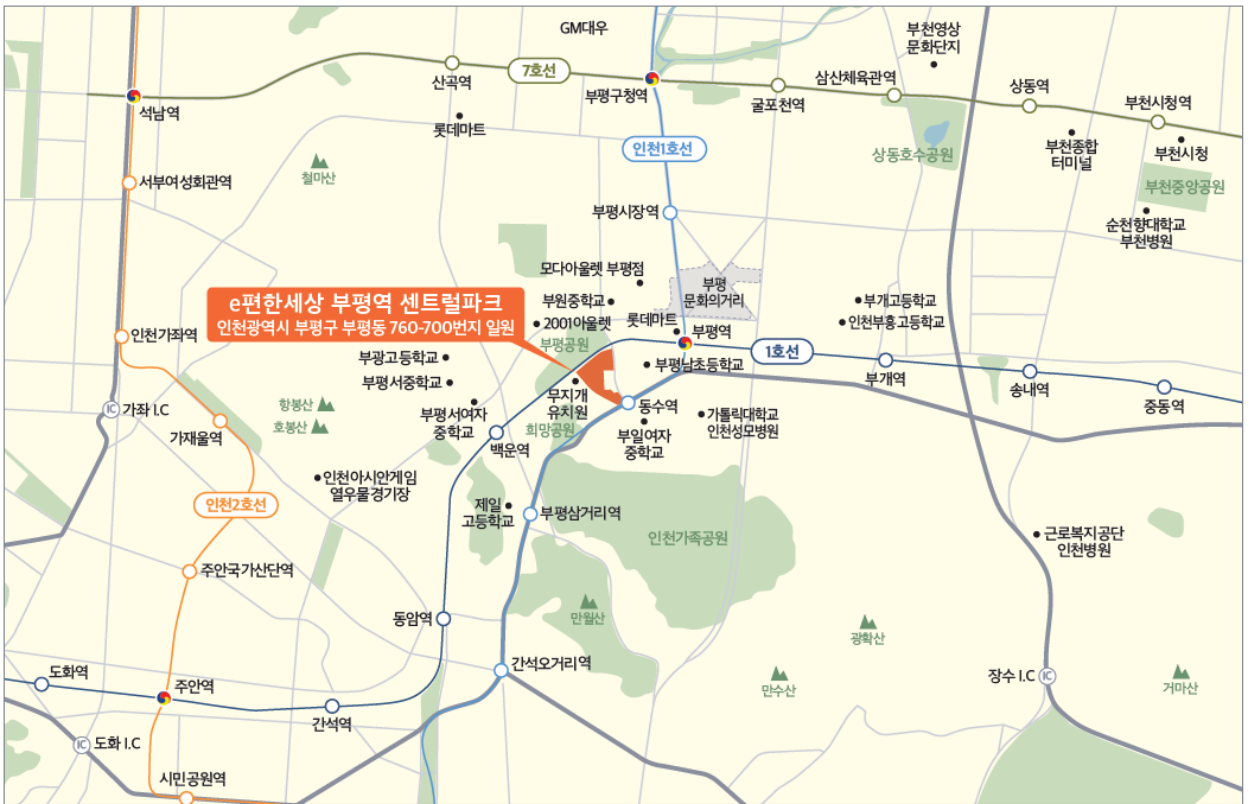 GM대우
부천영상
문화단지
산곡역
7호선
부평구청역
굴포천역
삼산체육관역
상동역
부천시청역
석남역
롯데마트
인천1호선
상동호수공원
부천종합
터미널
부천시청
철마산
서부여성회관역
부천중앙공원
부평시장역
순천향대학교
부천병원
모다아울렛 부평점
부평
문화의거리
e편한세상 부평역 센트럴파크
인천광역시 부평구 부평동 760-700번지 일원
부원중학교
2001아울렛
롯데마트
부평역
부개고등학교
인천부흥고등학교
인천가좌역
부평공원
1호선
부광고등학교
부평남초등학교
부평서중학교
무지개
유치원
부개역
송내역
중동역
항봉산
호봉산
IC
가좌 I.C
가재울역
부평서여자
중학교
희망공원
동수역
가톨릭대학교
인천성모병원
백운역
부일여자
중학교
인천아시안게임
열우물경기장
인천2호선
제일
고등학교
부평삼거리역
인천가족공원
근로복지공단
인천병원
주안국가산단역
동암역
만월산
광확산
간석오거리역
도화역
주안역
만수산
장수 I.C
IC
거마산
간석역
IC
도화 I.C
시민공원역